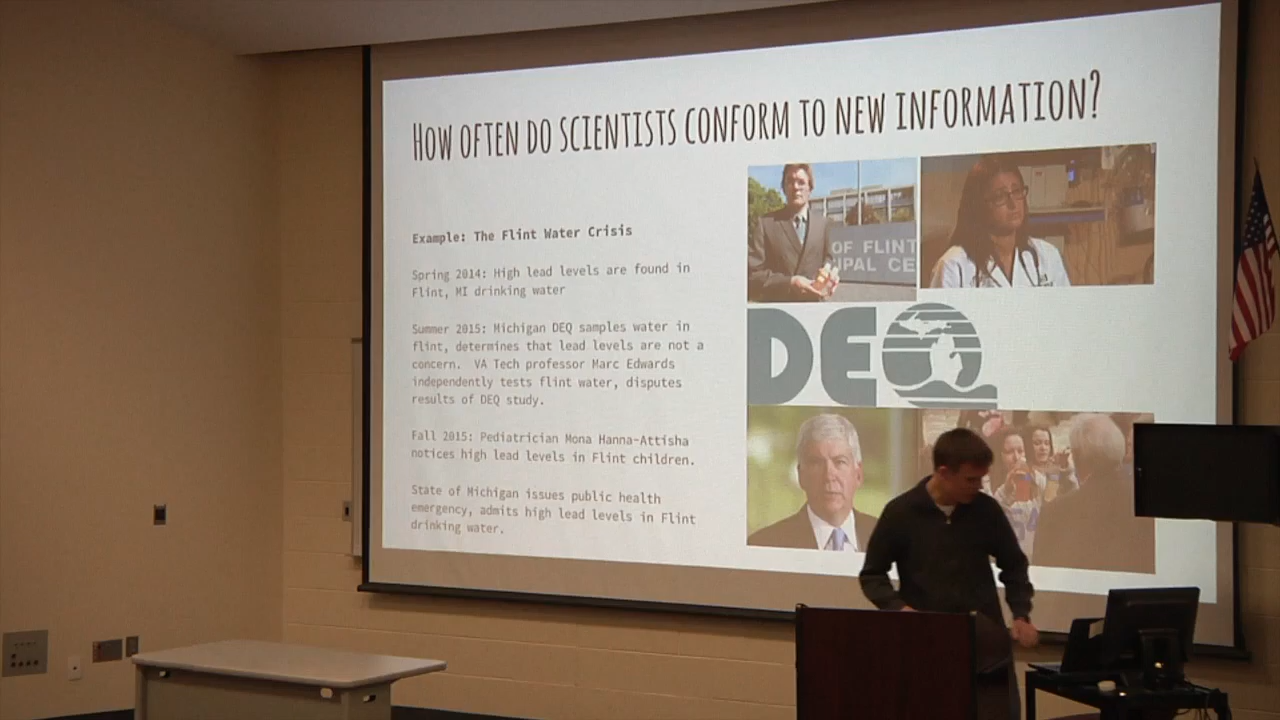 HOW OFTEN DO SCIENTISTS CONFORM TO NEW INFORMATION?
Example: The Flint Water Crisis
Spring 2014: High lead levels are found in
Flint, MI drinking water
Summer 2015: Michigan DEQ samples water in
flint, determines that lead levels are not a
concern. VA Tech professor Marc Edwards
independently tests flint water, disputes
results of DEQ study.
Fall 2015: Pediatrician Mona Hanna-Attisha
notices high lead levels in Flint children.
State of Michigan issues public health
emergency, admits high lead levels in Flint
drinking water.
OF FLINT
IPAL CE
DEQ